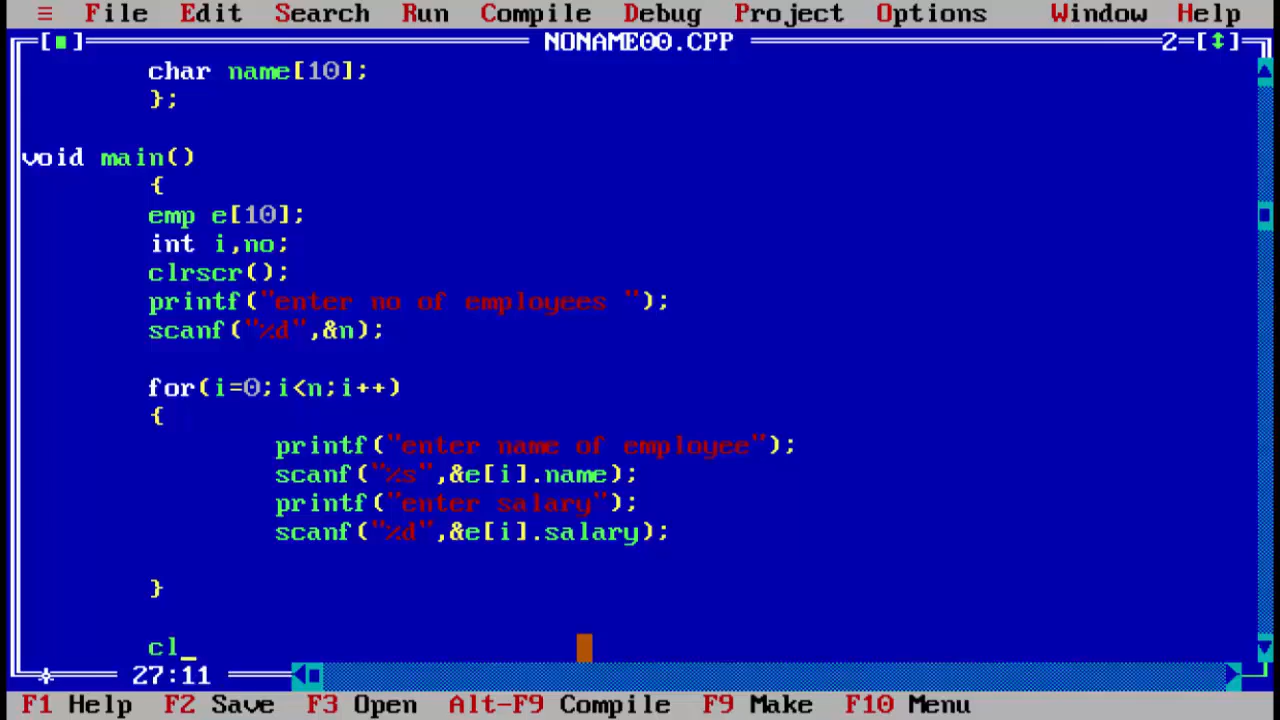 ≡ File Edit Search Run Compile Debug Project Options Window Help
[■] NONAME00.CPP 2=[↕]
char name[10];
};
void main()
{
emp e[10];
int i,no;
clrscr();
printf("enter no of employees ");
scanf("%d",&n);
for(i=0;i<n;i++)
{
printf("enter name of employee");
scanf("%s",&e[i].name);
printf("enter salary");
scanf("%d",&e[i].salary);
}
cl_
27:11
F1 Help F2 Save F3 Open Alt-F9 Compile F9 Make F10 Menu